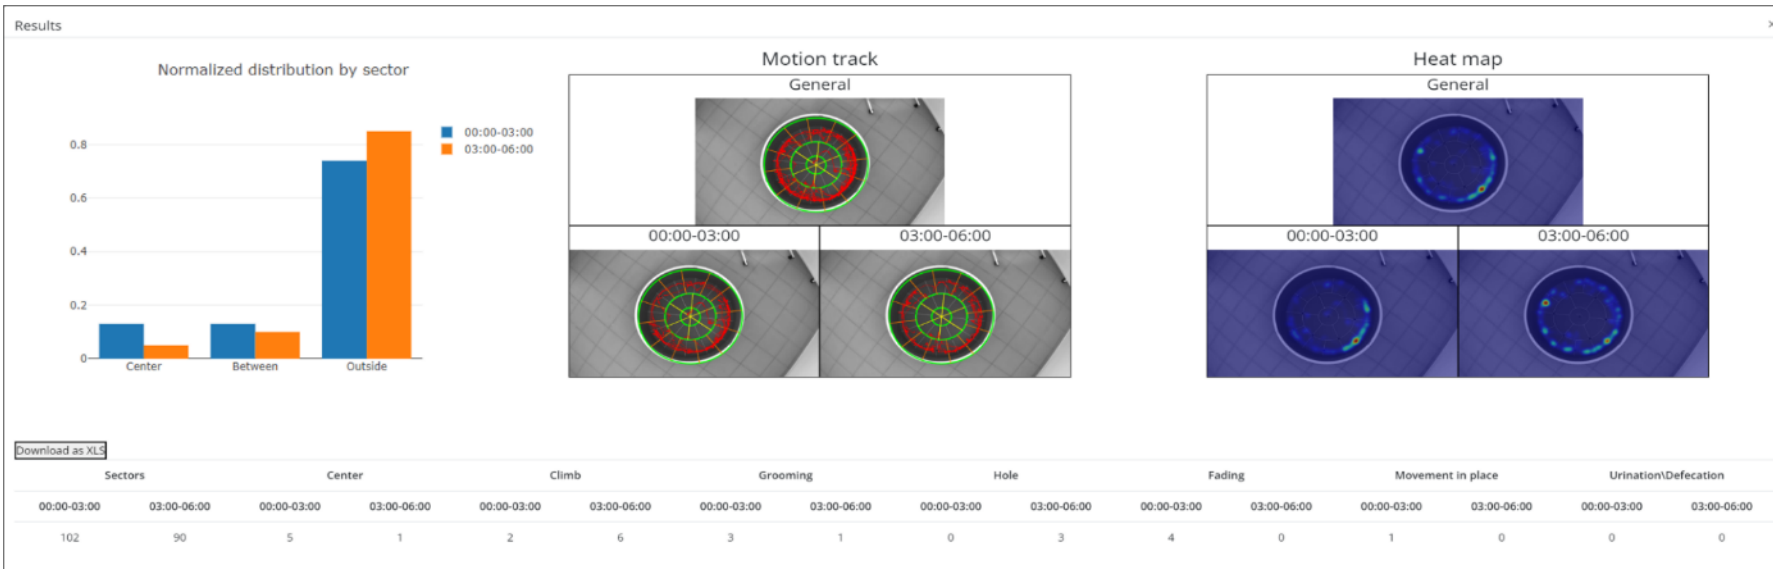 Results
×
Normalized distribution by sector
0.8
0.6
0.4
0.2
0
Center Between Outside
00:00-03:00
03:00-06:00
Motion track
General
00:00-03:00 03:00-06:00
Heat map
General
00:00-03:00 03:00-06:00
Download as XLS
Sectors Center Climb Grooming Hole Fading Movement in place Urination\Defecation
00:00-03:00 03:00-06:00 00:00-03:00 03:00-06:00 00:00-03:00 03:00-06:00 00:00-03:00 03:00-06:00 00:00-03:00 03:00-06:00 00:00-03:00 03:00-06:00 00:00-03:00 03:00-06:00 00:00-03:00 03:00-06:00
102 90 5 1 2 6 3 1 0 3 4 0 1 0 0 0